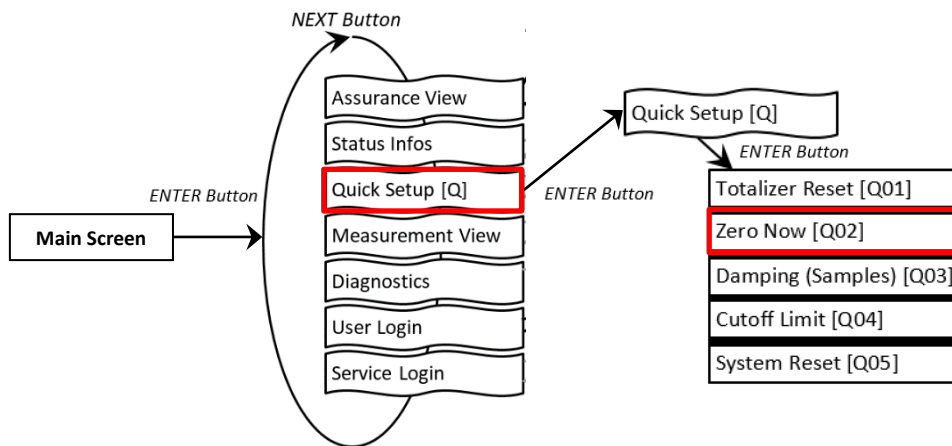 NEXT Button
Assurance View
Status Infos
Quick Setup [Q]
Measurement View
Diagnostics
User Login
Service Login
ENTER Button
Main Screen
Quick Setup [Q]
ENTER Button
ENTER Button
Totalizer Reset [Q01]
Zero Now [Q02]
Damping (Samples) [Q03]
Cutoff Limit [Q04]
System Reset [Q05]